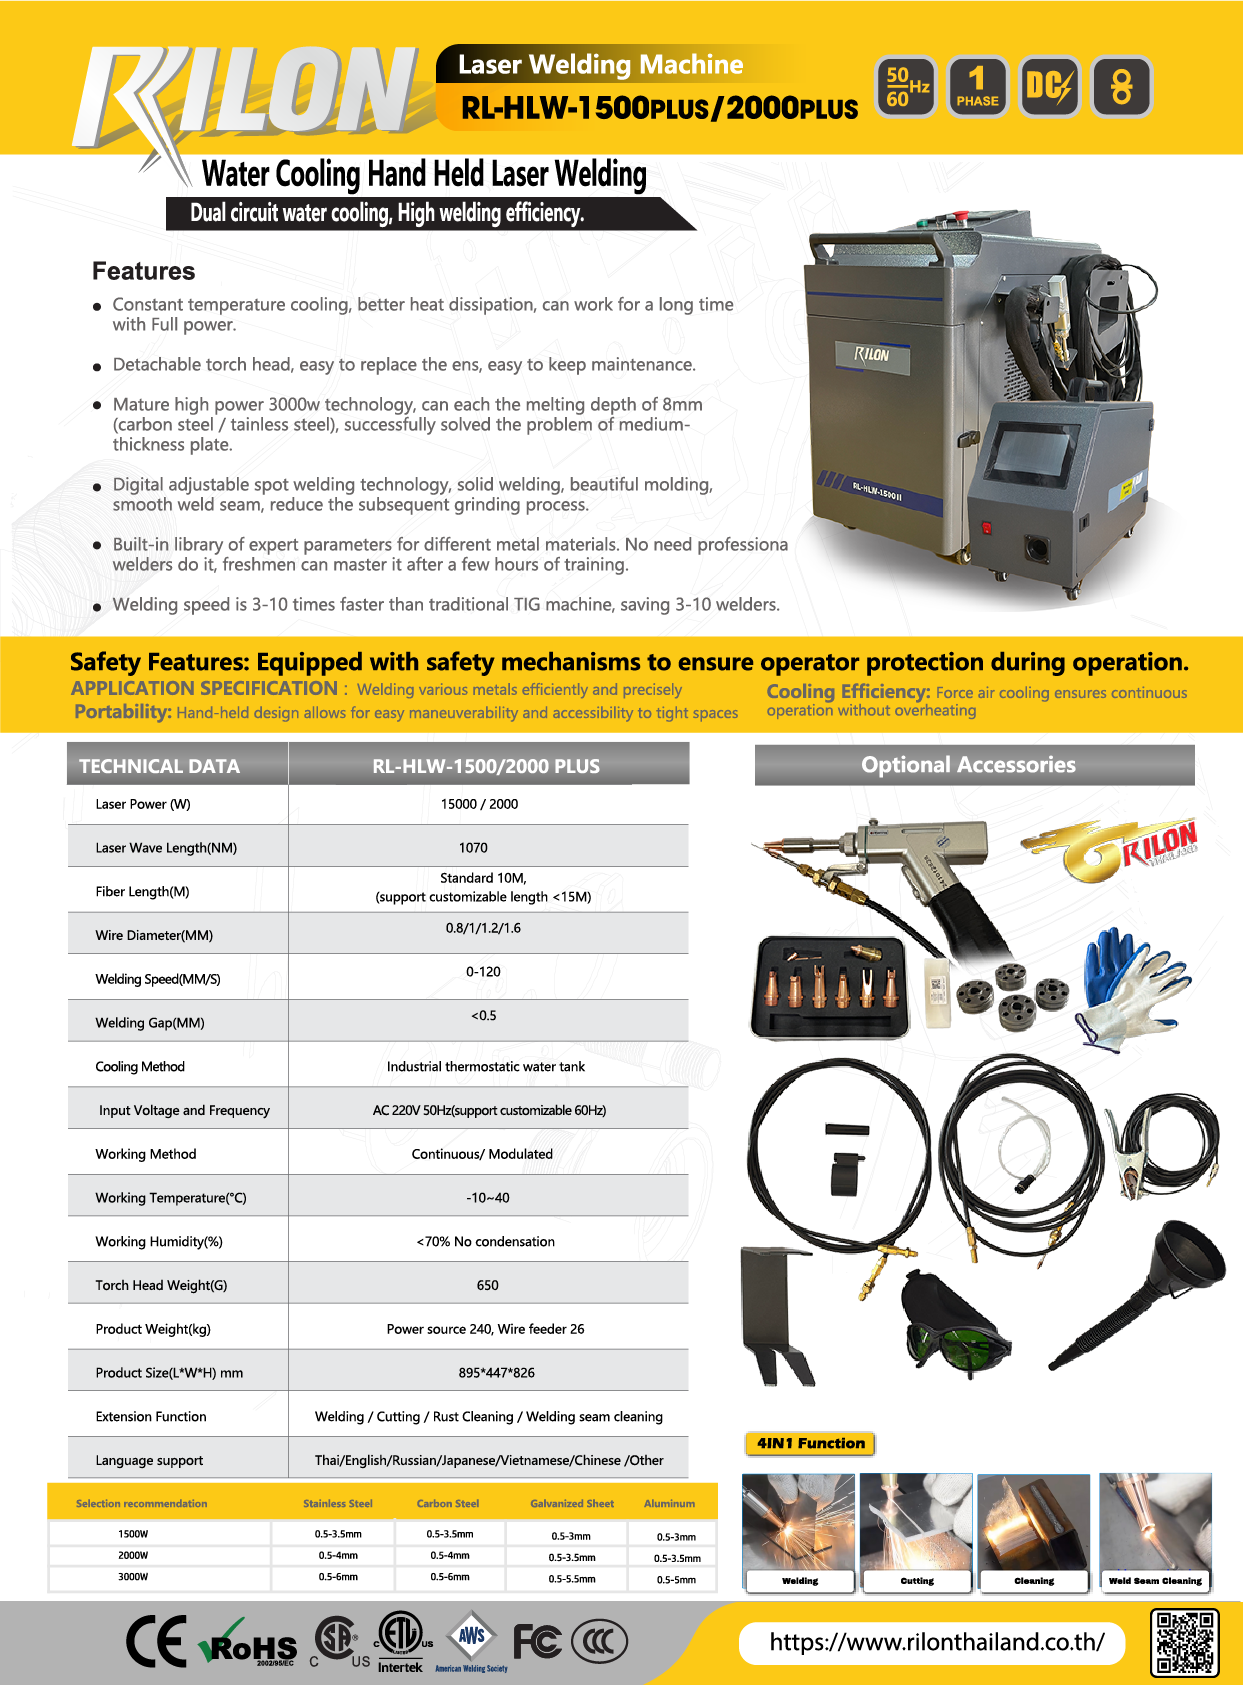 RILON
Laser Welding Machine
RL-HLW-1500PLUS/2000PLUS
50
60
Hz
1
PHASE
DC
Water Cooling Hand Held Laser Welding
Dual circuit water cooling, High welding efficiency.
Features
● Constant temperature cooling, better heat dissipation, can work for a long time
with Full power.
● Detachable torch head, easy to replace the ens, easy to keep maintenance.
● Mature high power 3000w technology, can each the melting depth of 8mm
(carbon steel / tainless steel), successfully solved the problem of medium-
thickness plate.
● Digital adjustable spot welding technology, solid welding, beautiful molding,
smooth weld seam, reduce the subsequent grinding process.
● Built-in library of expert parameters for different metal materials. No need professiona
welders do it, freshmen can master it after a few hours of training.
● Welding speed is 3-10 times faster than traditional TIG machine, saving 3-10 welders.
RILON
RL-HLW-1500II
Safety Features: Equipped with safety mechanisms to ensure operator protection during operation.
APPLICATION SPECIFICATION : Welding various metals efficiently and precisely
Portability: Hand-held design allows for easy maneuverability and accessibility to tight spaces
Cooling Efficiency: Force air cooling ensures continuous
operation without overheating
TECHNICAL DATA RL-HLW-1500/2000 PLUS
Laser Power (W) 15000 / 2000
Laser Wave Length(NM) 1070
Fiber Length(M) Standard 10M,
(support customizable length <15M)
Wire Diameter(MM) 0.8/1/1.2/1.6
Welding Speed(MM/S) 0-120
Welding Gap(MM) <0.5
Cooling Method Industrial thermostatic water tank
Input Voltage and Frequency AC 220V 50Hz(support customizable 60Hz)
Working Method Continuous/ Modulated
Working Temperature(°C) -10~40
Working Humidity(%) <70% No condensation
Torch Head Weight(G) 650
Product Weight(kg) Power source 240, Wire feeder 26
Product Size(L*W*H) mm 895*447*826
Extension Function Welding / Cutting / Rust Cleaning / Welding seam cleaning
Language support Thai/English/Russian/Japanese/Vietnamese/Chinese /Other
Selection recommendation Stainless Steel Carbon Steel Galvanized Sheet Aluminum
1500W 0.5-3.5mm 0.5-3.5mm 0.5-3mm 0.5-3mm
2000W 0.5-4mm 0.5-4mm 0.5-3.5mm 0.5-3.5mm
3000W 0.5-6mm 0.5-6mm 0.5-5.5mm 0.5-5mm
Optional Accessories
RILON
THAILAND
4IN1 Function
Welding
Cutting
Cleaning
Weld Seam Cleaning
CE
RoHS
2002/95/EC
C SA ® US
C ETL US
Intertek
AWS
American Welding Society
FC
CCC
https://www.rilonthailand.co.th/